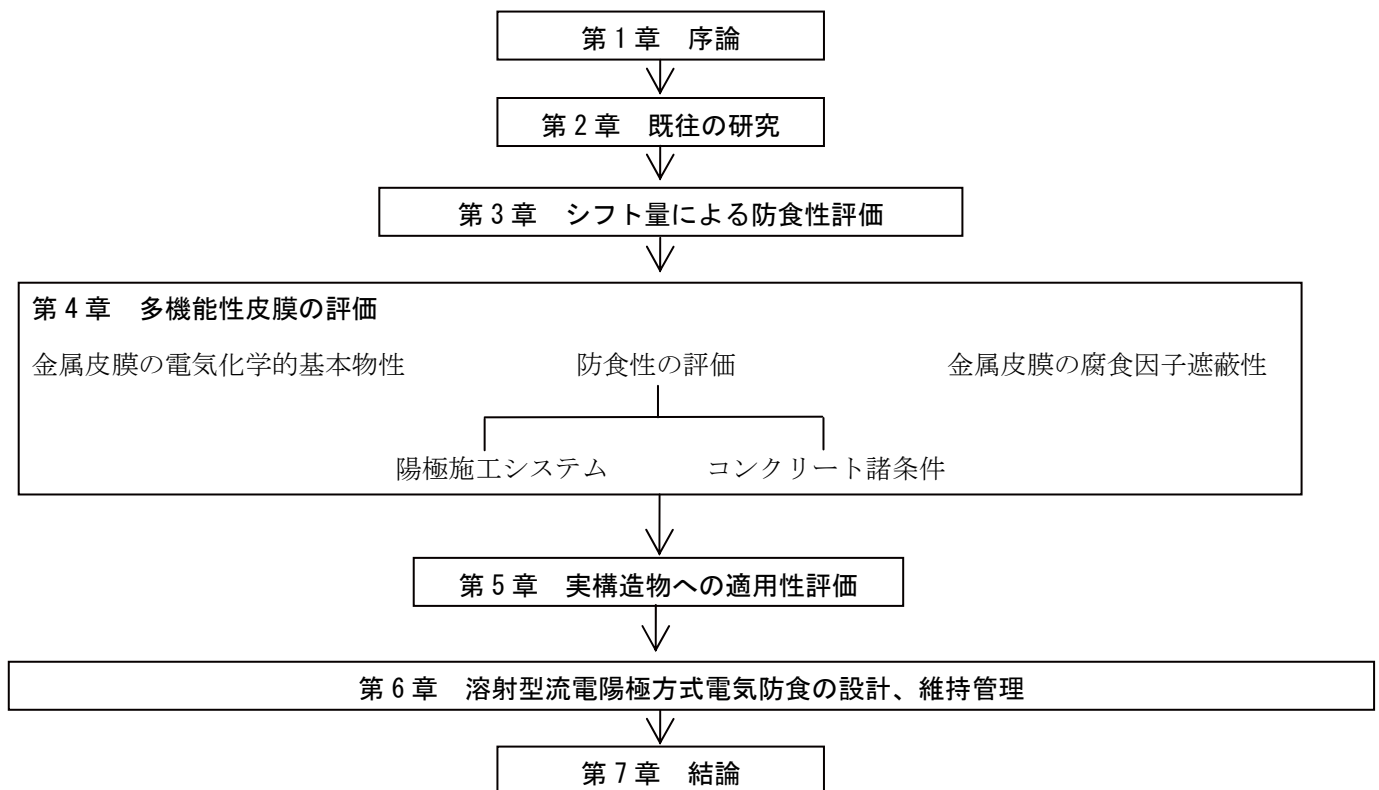 第１章　序論
第２章　既往の研究
第３章　シフト量による防食性評価
第４章　多機能性皮膜の評価
金属皮膜の電気化学的基本物性　防食性の評価　金属皮膜の腐食因子遮蔽性
陽極施工システム　コンクリート諸条件
第５章　実構造物への適用性評価
第６章　溶射型流電陽極方式電気防食の設計、維持管理
第７章　結論